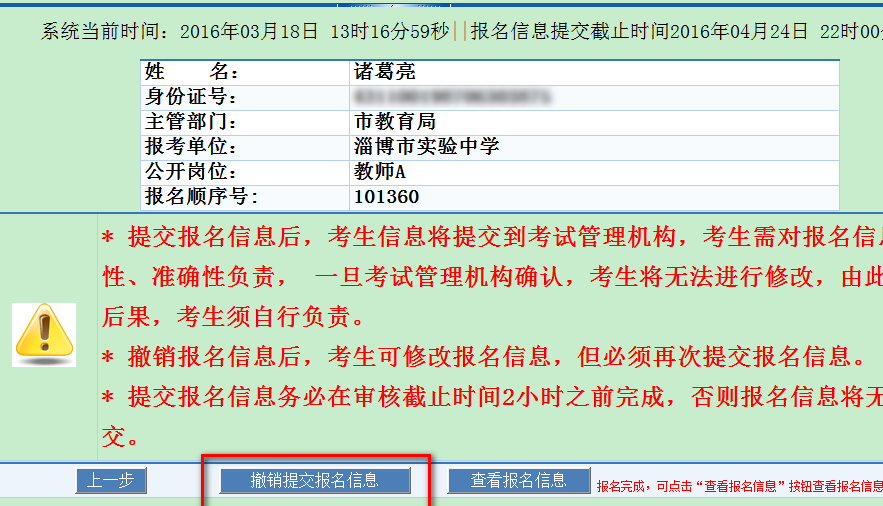 系统当前时间：2016年03月18日 13时16分59秒||报名信息提交截止时间2016年04月24日 22时00
姓 名： 诸葛亮
身份证号：
主管部门： 市教育局
报考单位： 淄博市实验中学
公开岗位： 教师A
报名顺序号： 101360
* 提交报名信息后，考生信息将提交到考试管理机构，考生需对报名信息
性、准确性负责， 一旦考试管理机构确认，考生将无法进行修改，由此
后果，考生须自行负责。
* 撤销报名信息后，考生可修改报名信息，但必须再次提交报名信息。
* 提交报名信息务必在审核截止时间2小时之前完成，否则报名信息将无
交。
上一步 撤销提交报名信息 查看报名信息 报名完成，可点击“查看报名信息”按钮查看报名信息